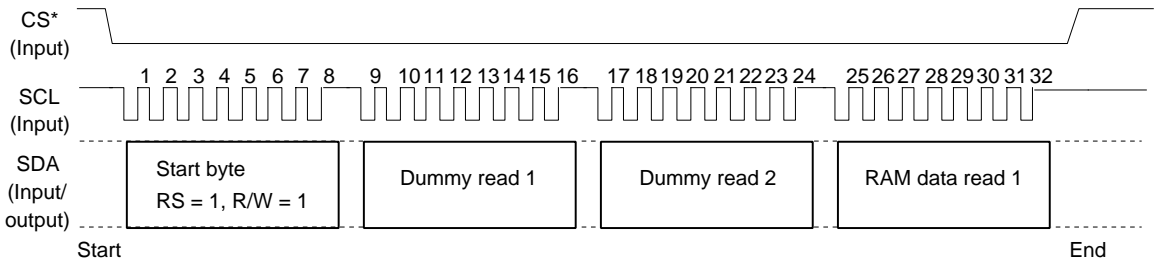 CS*
(Input)
1 2 3 4 5 6 7 8 9 10 11 12 13 14 15 16 17 18 19 20 21 22 23 24 25 26 27 28 29 30 31 32
SCL
(Input)
SDA
(Input/
output)
Start byte
RS = 1, R/W = 1
Dummy read 1
Dummy read 2
RAM data read 1
Start
End